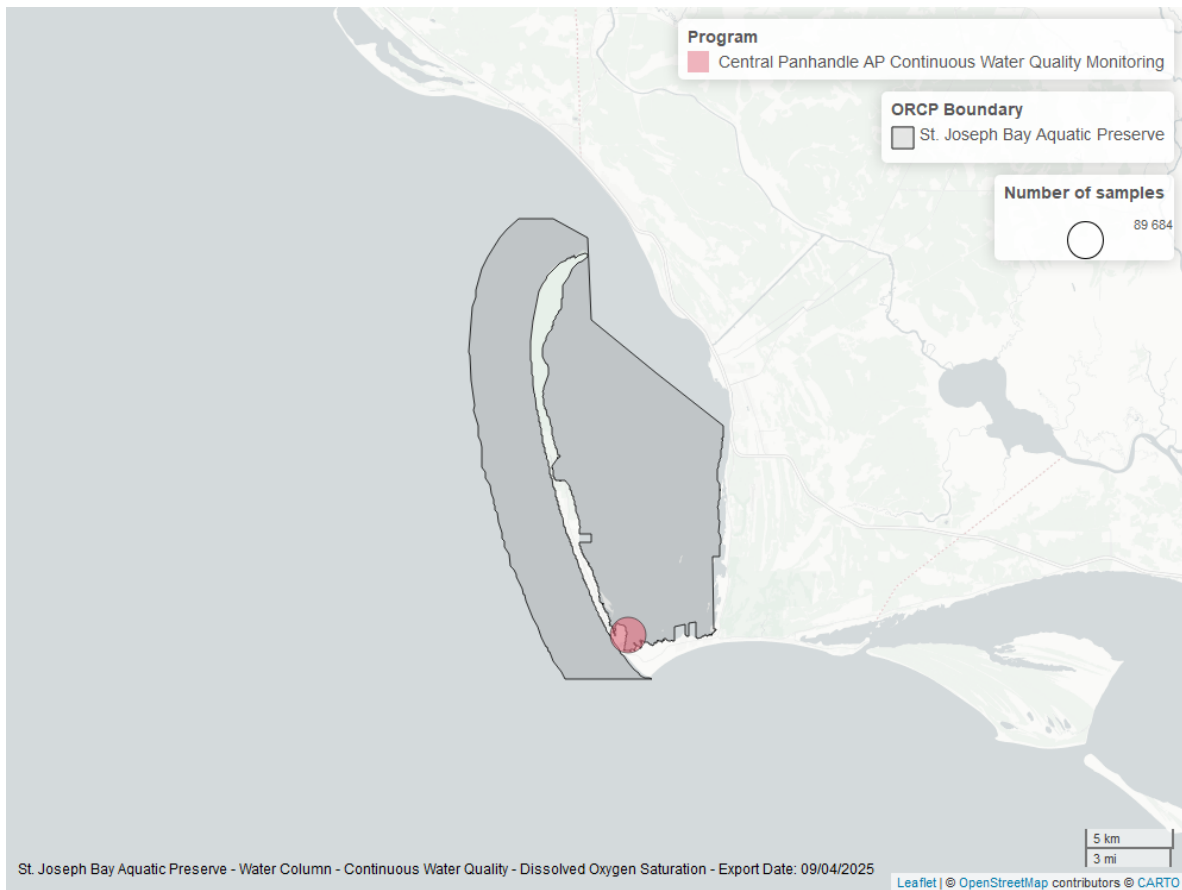 Program
Central Panhandle AP Continuous Water Quality Monitoring
ORCP Boundary
St. Joseph Bay Aquatic Preserve
Number of samples
89 684
5 km
3 mi
St. Joseph Bay Aquatic Preserve - Water Column - Continuous Water Quality - Dissolved Oxygen Saturation - Export Date: 09/04/2025
Leaflet | © OpenStreetMap contributors © CARTO